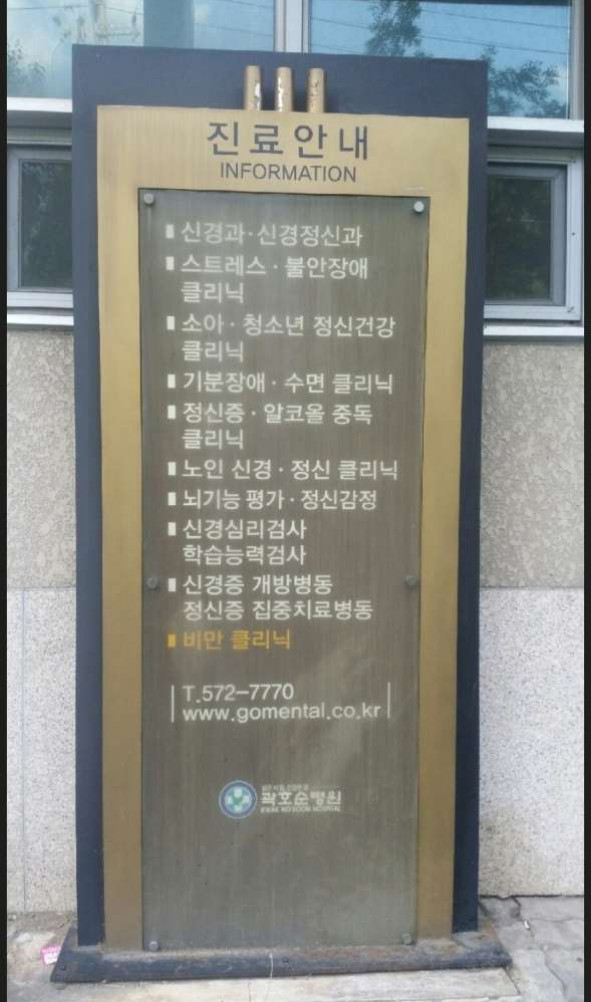 진료안내
INFORMATION
신경과·신경정신과
스트레스·불안장애
클리닉
소아·청소년 정신건강
클리닉
기분장애·수면 클리닉
정신증·알코올 중독
클리닉
노인 신경·정신 클리닉
뇌기능 평가·정신감정
신경심리검사
학습능력검사
신경증 개방병동
정신증 집중치료병동
비만 클리닉
T.572-7770
www.gomental.co.kr
곽호순병원
KWAK HO SOON HOSPITAL